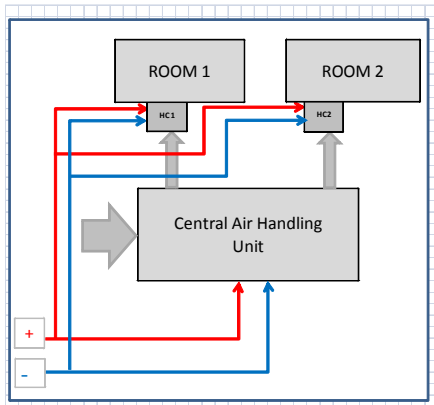 ROOM 1
ROOM 2
HC1
HC2
Central Air Handling
Unit
+
-